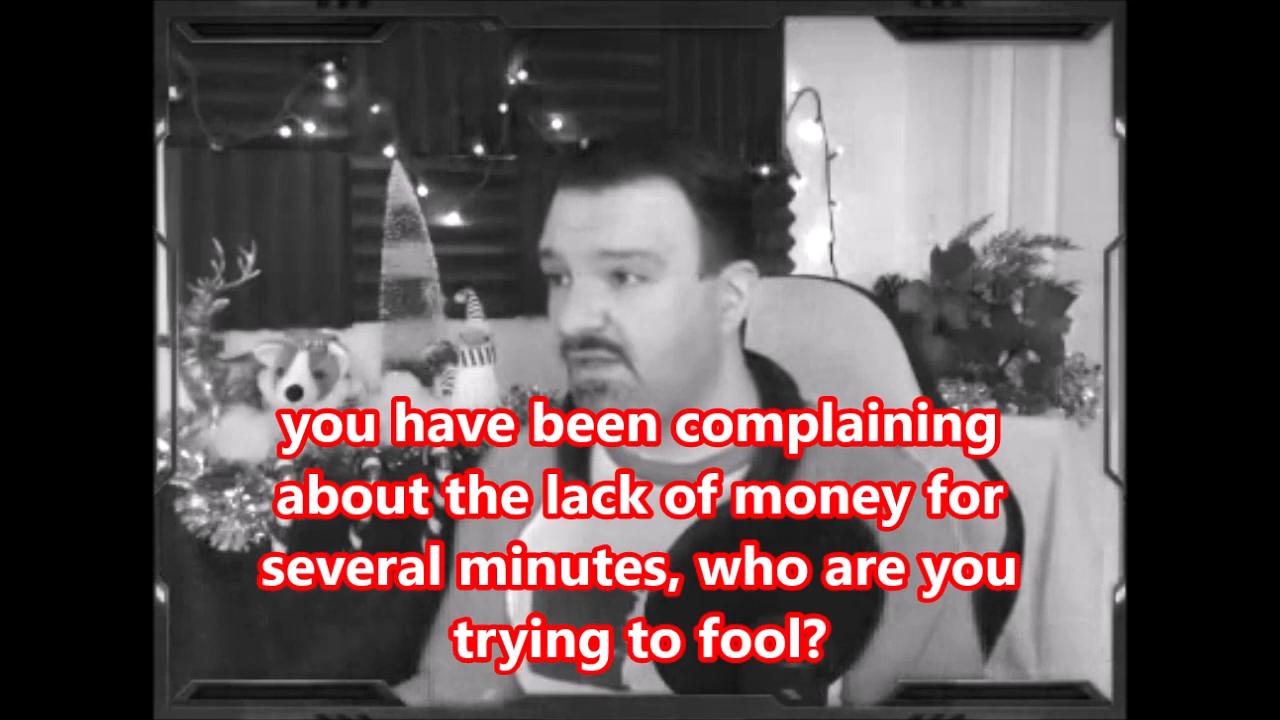 you have been complaining
about the lack of money for
several minutes, who are you
trying to fool?